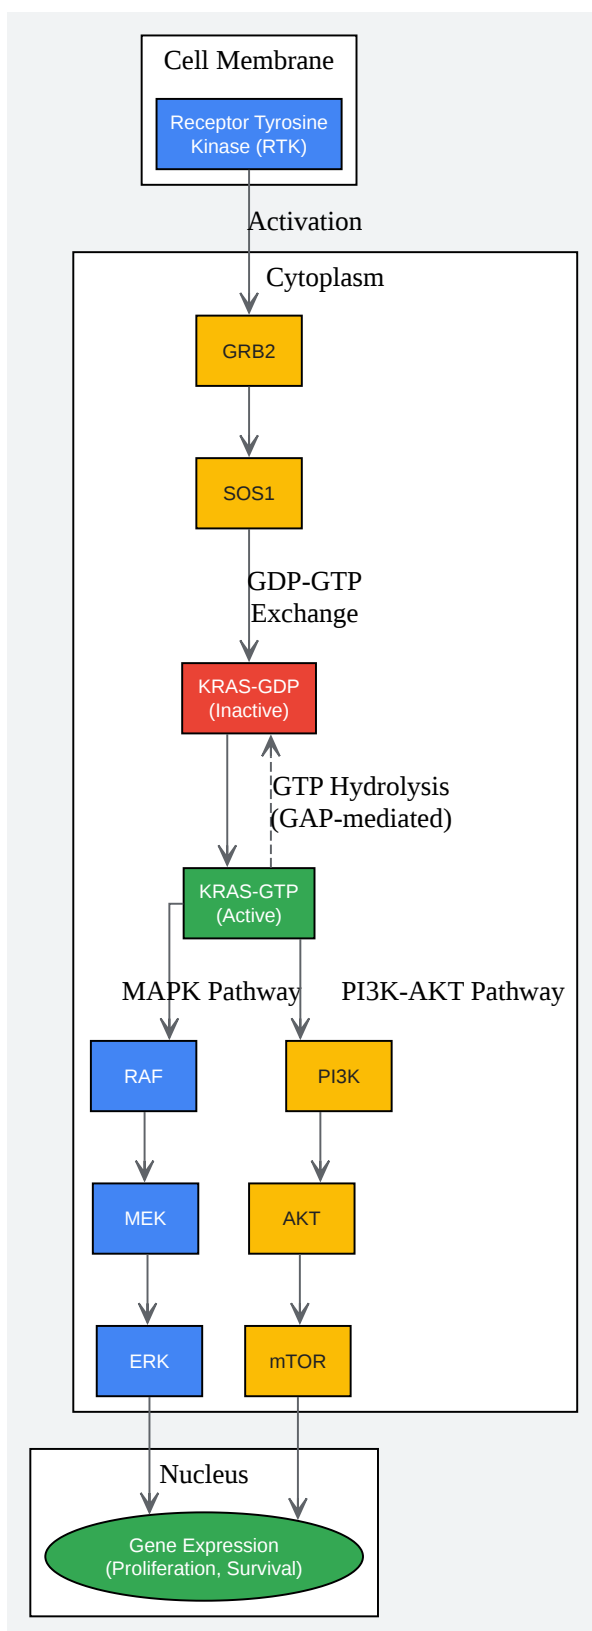 Cell Membrane
Receptor Tyrosine
Kinase (RTK)
Activation
Cytoplasm
GRB2
SOS1
GDP-GTP
Exchange
KRAS-GDP
(Inactive)
GTP Hydrolysis
(GAP-mediated)
KRAS-GTP
(Active)
MAPK Pathway
PI3K-AKT Pathway
RAF
PI3K
MEK
AKT
ERK
mTOR
Nucleus
Gene Expression
(Proliferation, Survival)